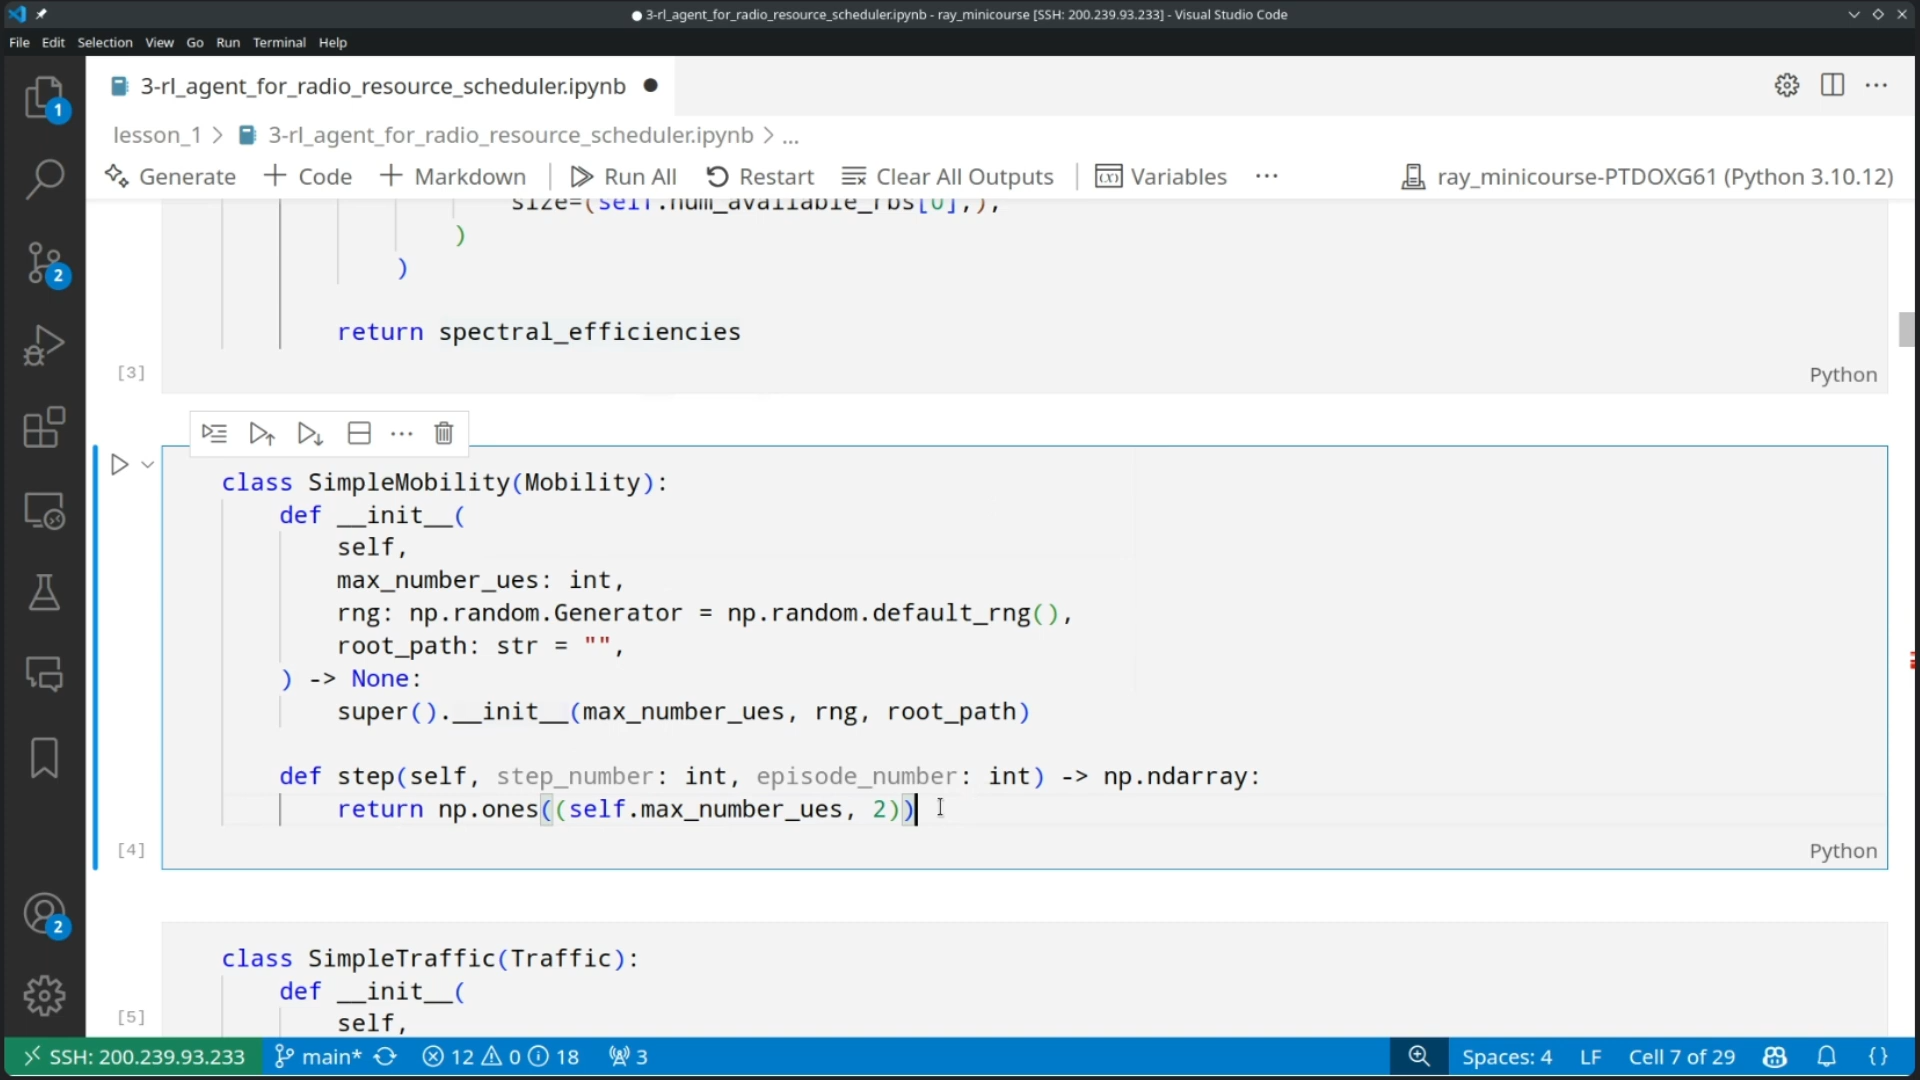 3-rl_agent_for_radio_resource_scheduler.ipynb - ray_minicourse [SSH: 200.239.93.233] - Visual Studio Code
File Edit Selection View Go Run Terminal Help
3-rl_agent_for_radio_resource_scheduler.ipynb
lesson_1 > 3-rl_agent_for_radio_resource_scheduler.ipynb > ...
Generate + Code + Markdown Run All Restart Clear All Outputs Variables ... ray_minicourse-PTDOXG61 (Python 3.10.12)
size=(self.num_available_rbs[0],),
)
)
return spectral_efficiencies
[3] Python
class SimpleMobility(Mobility):
def __init__(
self,
max_number_ues: int,
rng: np.random.Generator = np.random.default_rng(),
root_path: str = "",
) -> None:
super().__init__(max_number_ues, rng, root_path)
def step(self, step_number: int, episode_number: int) -> np.ndarray:
return np.ones((self.max_number_ues, 2))
[4] Python
class SimpleTraffic(Traffic):
def __init__(
self,
[5]
1
2
2
SSH: 200.239.93.233 main* 12 0 18 3 Spaces: 4 LF Cell 7 of 29 {}